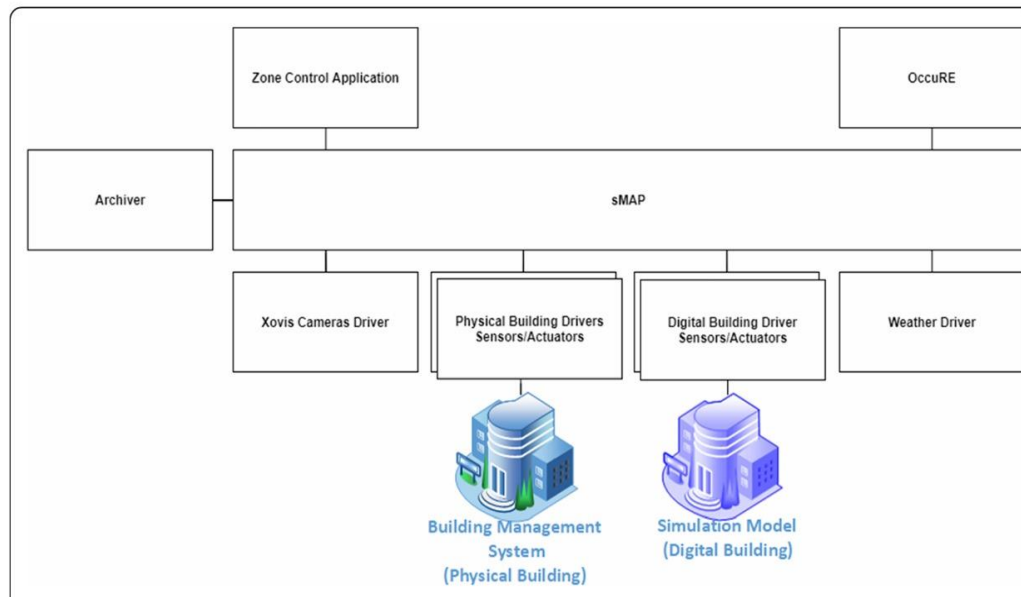 Zone Control Application
OccuRE
Archiver
sMAP
Xovis Cameras Driver
Physical Building Drivers
Sensors/Actuators
Digital Building Driver
Sensors/Actuators
Weather Driver
Building Management
System
(Physical Building)
Simulation Model
(Digital Building)